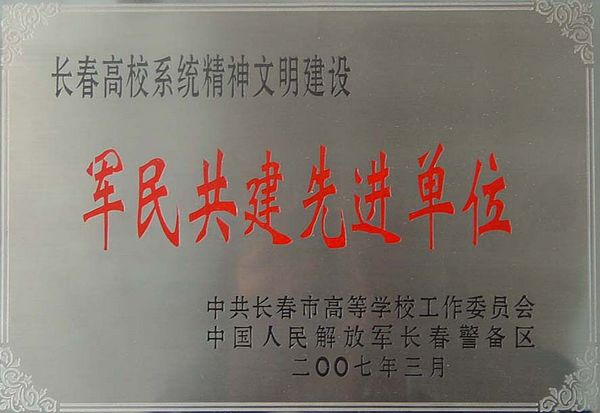 长春高校系统精神文明建设
军民共建先进单位
中共长春市高等学校工作委员会
中国人民解放军长春警备区
二〇〇七年三月